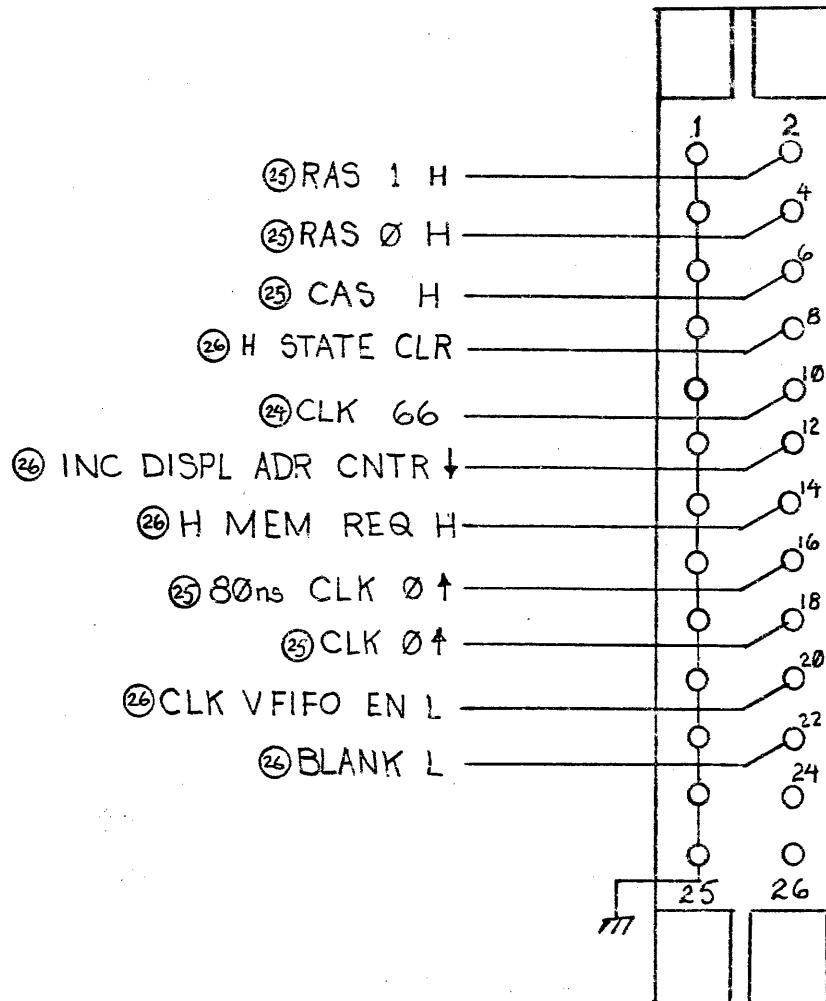 1 2
㉕ RAS 1 H 4
㉕ RAS Ø H 6
㉕ CAS H 8
㉖ H STATE CLR 10
㉔ CLK 66 12
㉖ INC DISPL ADR CNTR ↓ 14
㉖ H MEM REQ H 16
㉕ 8Øns CLK Ø ↑ 18
㉕ CLK Ø ↑ 20
㉖ CLK VFIFO EN L 22
㉖ BLANK L 24
25 26